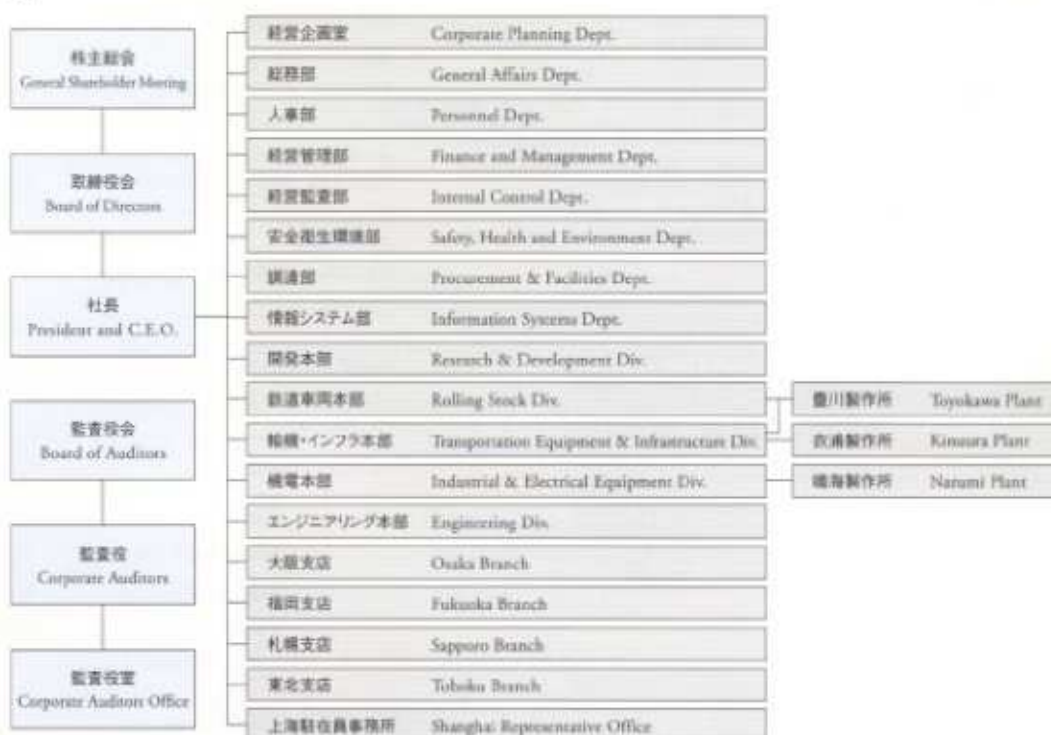 株主総会
General Shareholder Meeting
取締役会
Board of Directors
社長
President and C.E.O.
監査役会
Board of Auditors
監査役
Corporate Auditors
監査役室
Corporate Auditors Office
経営企画室 Corporate Planning Dept.
総務部 General Affairs Dept.
人事部 Personnel Dept.
経営管理部 Finance and Management Dept.
経営監査部 Internal Control Dept.
安全衛生環境部 Safety, Health and Environment Dept.
調達部 Procurement & Facilities Dept.
情報システム部 Information Systems Dept.
開発本部 Research & Development Div.
鉄道車両本部 Rolling Stock Div.
輸機・インフラ本部 Transportation Equipment & Infrastructure Div.
機電本部 Industrial & Electrical Equipment Div.
エンジニアリング本部 Engineering Div.
大阪支店 Osaka Branch
福岡支店 Fukuoka Branch
札幌支店 Sapporo Branch
東北支店 Tohoku Branch
上海駐在員事務所 Shanghai Representative Office
豊川製作所 Toyokawa Plant
衣浦製作所 Kinuura Plant
鳴海製作所 Narumi Plant